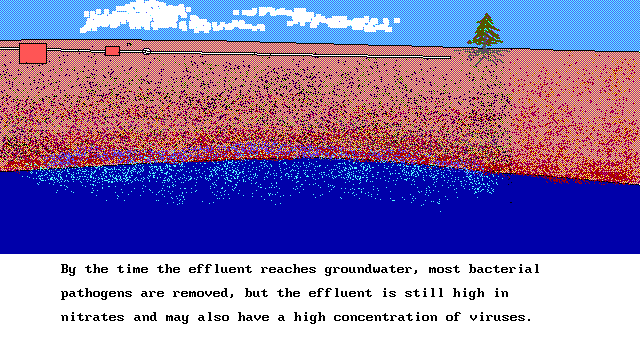 By the time the effluent reaches groundwater, most bacterial
pathogens are removed, but the effluent is still high in
nitrates and may also have a high concentration of viruses.